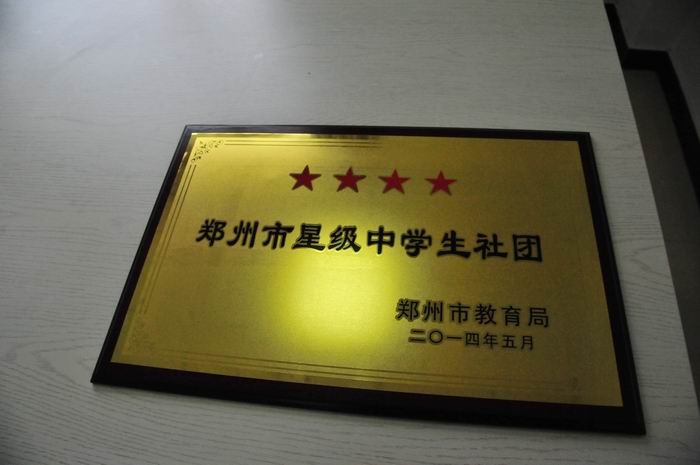 郑州市星级中学生社团
郑州市教育局
二〇一四年五月